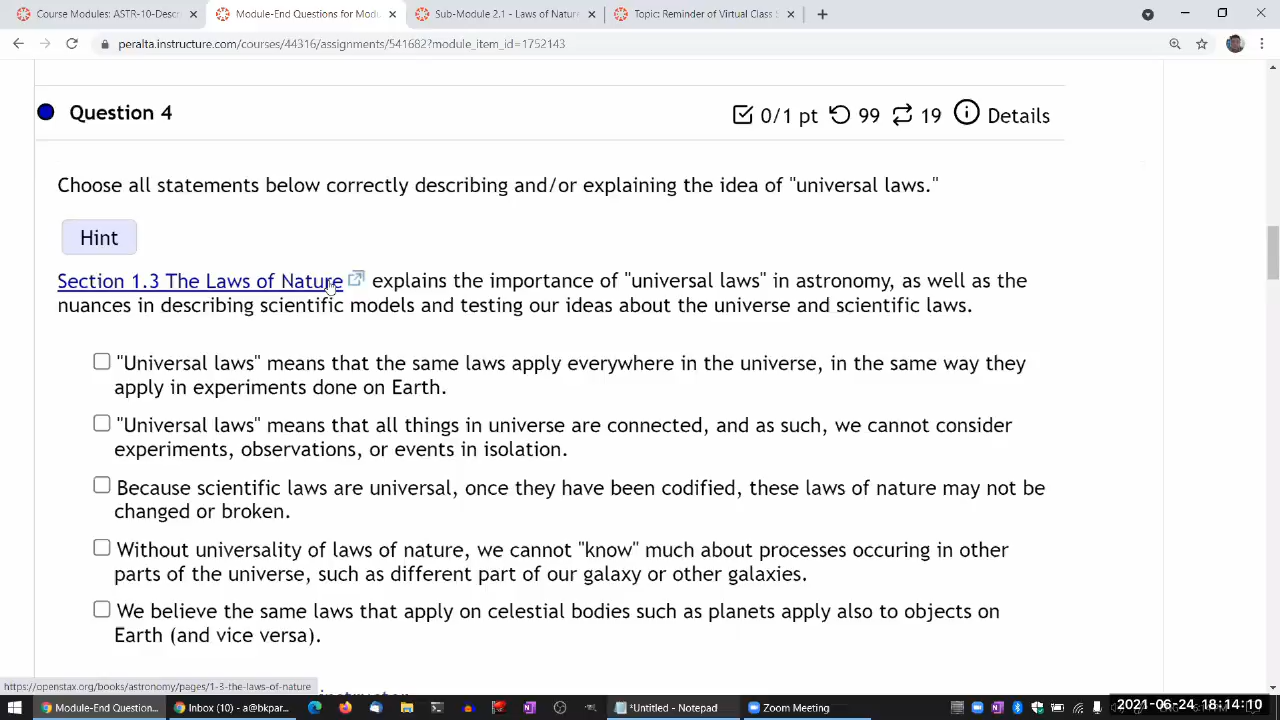 Course Modules: ASTR-10-Descr
Module-End Questions for Modu
Sub-Module 2.1 - Laws of Natur
Topic: Reminder of Virtual Class S
peralta.instructure.com/courses/44316/assignments/541682?module_item_id=1752143
Question 4
0/1 pt 99 19 Details
Choose all statements below correctly describing and/or explaining the idea of "universal laws."
Hint
Section 1.3 The Laws of Nature explains the importance of "universal laws" in astronomy, as well as the
nuances in describing scientific models and testing our ideas about the universe and scientific laws.
"Universal laws" means that the same laws apply everywhere in the universe, in the same way they
apply in experiments done on Earth.
"Universal laws" means that all things in universe are connected, and as such, we cannot consider
experiments, observations, or events in isolation.
Because scientific laws are universal, once they have been codified, these laws of nature may not be
changed or broken.
Without universality of laws of nature, we cannot "know" much about processes occuring in other
parts of the universe, such as different part of our galaxy or other galaxies.
We believe the same laws that apply on celestial bodies such as planets apply also to objects on
Earth (and vice versa).
https://openstax.org/books/astronomy/pages/1-3-the-laws-of-nature
instructor
Module-End Question...
Inbox (10) - a@bkpar...
*Untitled - Notepad
Zoom Meeting
2021-06-24 18:14:10